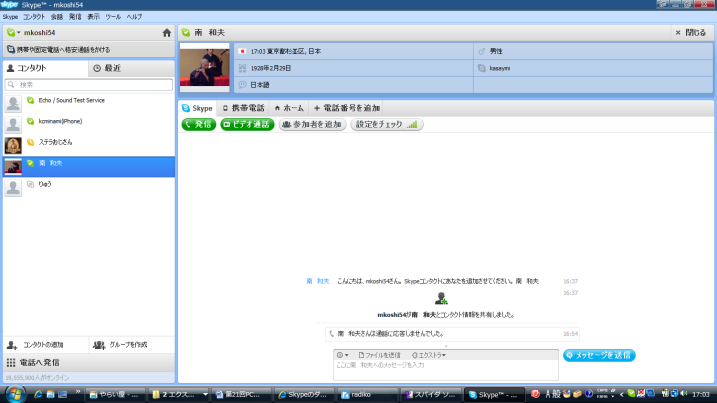 Skype™ - mkoshi54
Skype コンタクト 会話 発信 表示 ツール ヘルプ
mkoshi54
携帯や固定電話へ格安通話をかける
コンタクト
最近
検索
Echo / Sound Test Service
kcminami(iPhone)
ステラおじさん
南 和夫
りゅう
コンタクトの追加
グループを作成
電話へ発信
人がオンライン
南 和夫
閉じる
17:03 東京都杉並区, 日本
男性
1928年2月29日
kasaymi
日本語
Skype
携帯電話
ホーム
+ 電話番号を追加
発信
ビデオ通話
参加者を追加
設定をチェック
南 和夫 こんにちは、mkoshi54さん。Skypeコンタクトにあなたを追加させてください。南 和夫 16:37
16:37
mkoshi54が南 和夫とコンタクト情報を共有しました。
南 和夫さんは通話に応答しませんでした。 16:54
ファイルを送信
エクストラ
ここに南 和夫へのメッセージを入力
メッセージを送信
やらい屋 - ...
2 エクス...
第21回PC...
Skypeのダ...
radiko
スパイダ ソ...
Skype™ - ...
A 般
17:03